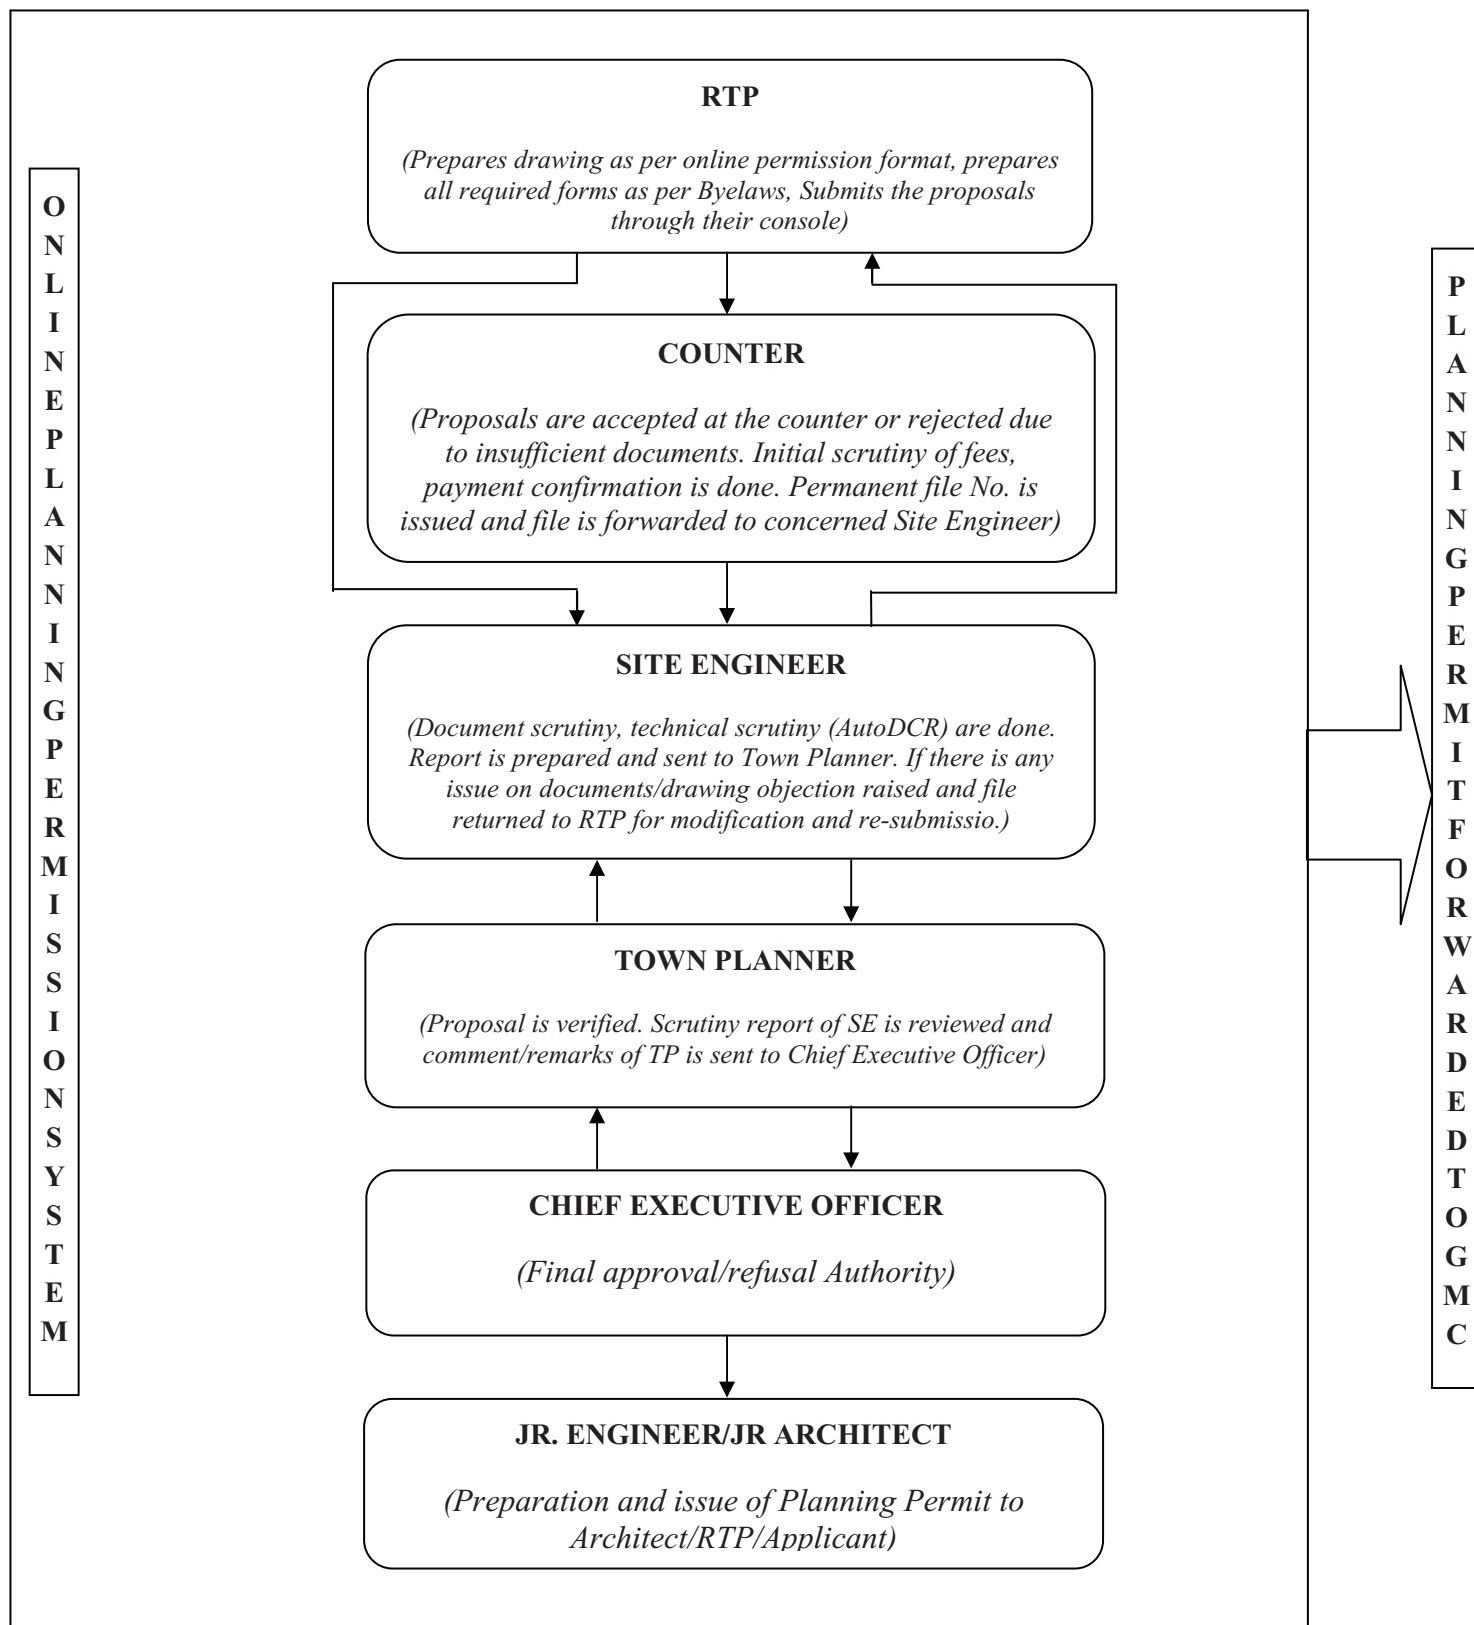 ONLINEPLANNINGPERMISSIONSYSTEM
RTP
(Prepares drawing as per online permission format, prepares
all required forms as per Byelaws, Submits the proposals
through their console)
COUNTER
(Proposals are accepted at the counter or rejected due
to insufficient documents. Initial scrutiny of fees,
payment confirmation is done. Permanent file No. is
issued and file is forwarded to concerned Site Engineer)
SITE ENGINEER
(Document scrutiny, technical scrutiny (AutoDCR) are done.
Report is prepared and sent to Town Planner. If there is any
issue on documents/drawing objection raised and file
returned to RTP for modification and re-submissio.)
TOWN PLANNER
(Proposal is verified. Scrutiny report of SE is reviewed and
comment/remarks of TP is sent to Chief Executive Officer)
CHIEF EXECUTIVE OFFICER
(Final approval/refusal Authority)
JR. ENGINEER/JR ARCHITECT
(Preparation and issue of Planning Permit to
Architect/RTP/Applicant)
PLANNINGPERMITFORWARDEDTOGMC